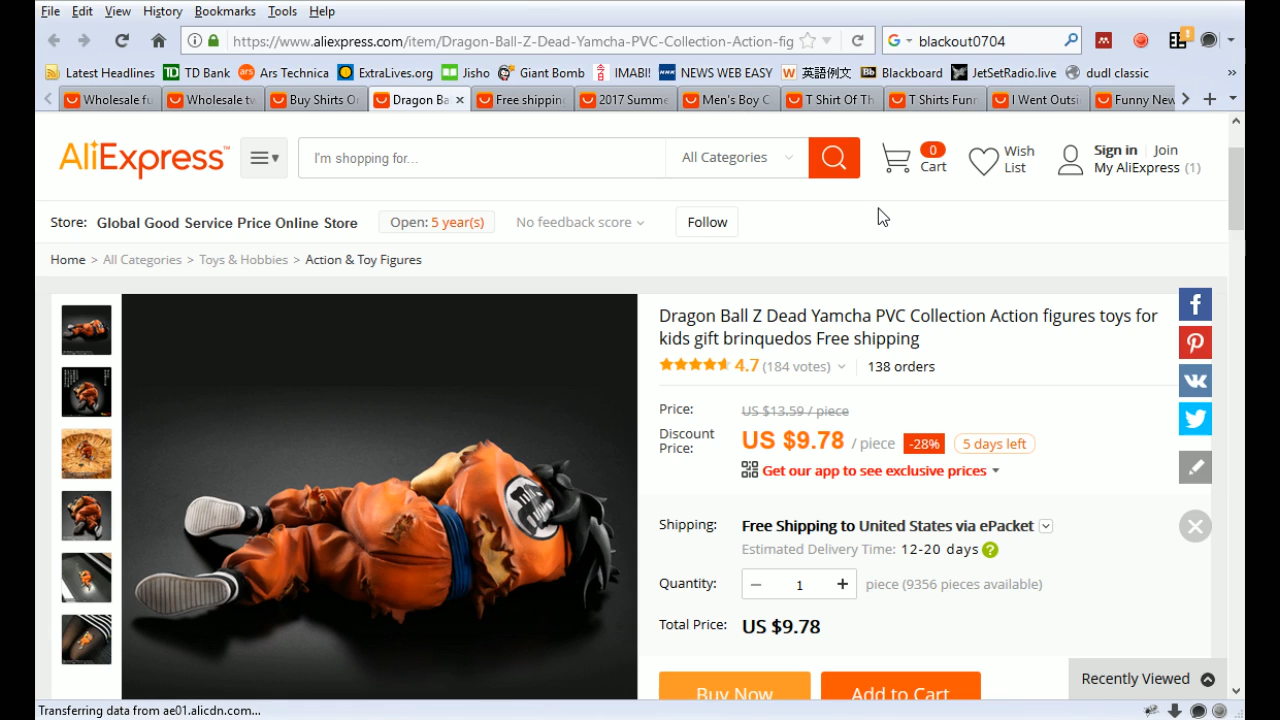 File Edit View History Bookmarks Tools Help
https://www.aliexpress.com/item/Dragon-Ball-Z-Dead-Yamcha-PVC-Collection-Action-fig
blackout0704
Latest Headlines TD Bank Ars Technica ExtraLives.org Jisho Giant Bomb IMABI! NEWS WEB EASY 英語例文 Blackboard JetSetRadio.live dudl classic
Wholesale fu Wholesale tv Buy Shirts O Dragon Ba Free shippin 2017 Summe Men's Boy C T Shirt Of Th T Shirts Funr I Went Outsi Funny New
AliExpress™
I'm shopping for...
All Categories
0
Cart
Wish
List
Sign in Join
My AliExpress (1)
Store: Global Good Service Price Online Store Open: 5 year(s) No feedback score Follow
Home > All Categories > Toys & Hobbies > Action & Toy Figures
Dragon Ball Z Dead Yamcha PVC Collection Action figures toys for
kids gift brinquedos Free shipping
4.7 (184 votes) 138 orders
Price: US $13.59 / piece
Discount
Price:
US $9.78 / piece -28% 5 days left
Get our app to see exclusive prices
Shipping: Free Shipping to United States via ePacket
Estimated Delivery Time: 12-20 days ?
Quantity: − 1 + piece (9356 pieces available)
Total Price: US $9.78
Buy Now Add to Cart
Recently Viewed
Transferring data from ae01.alicdn.com...